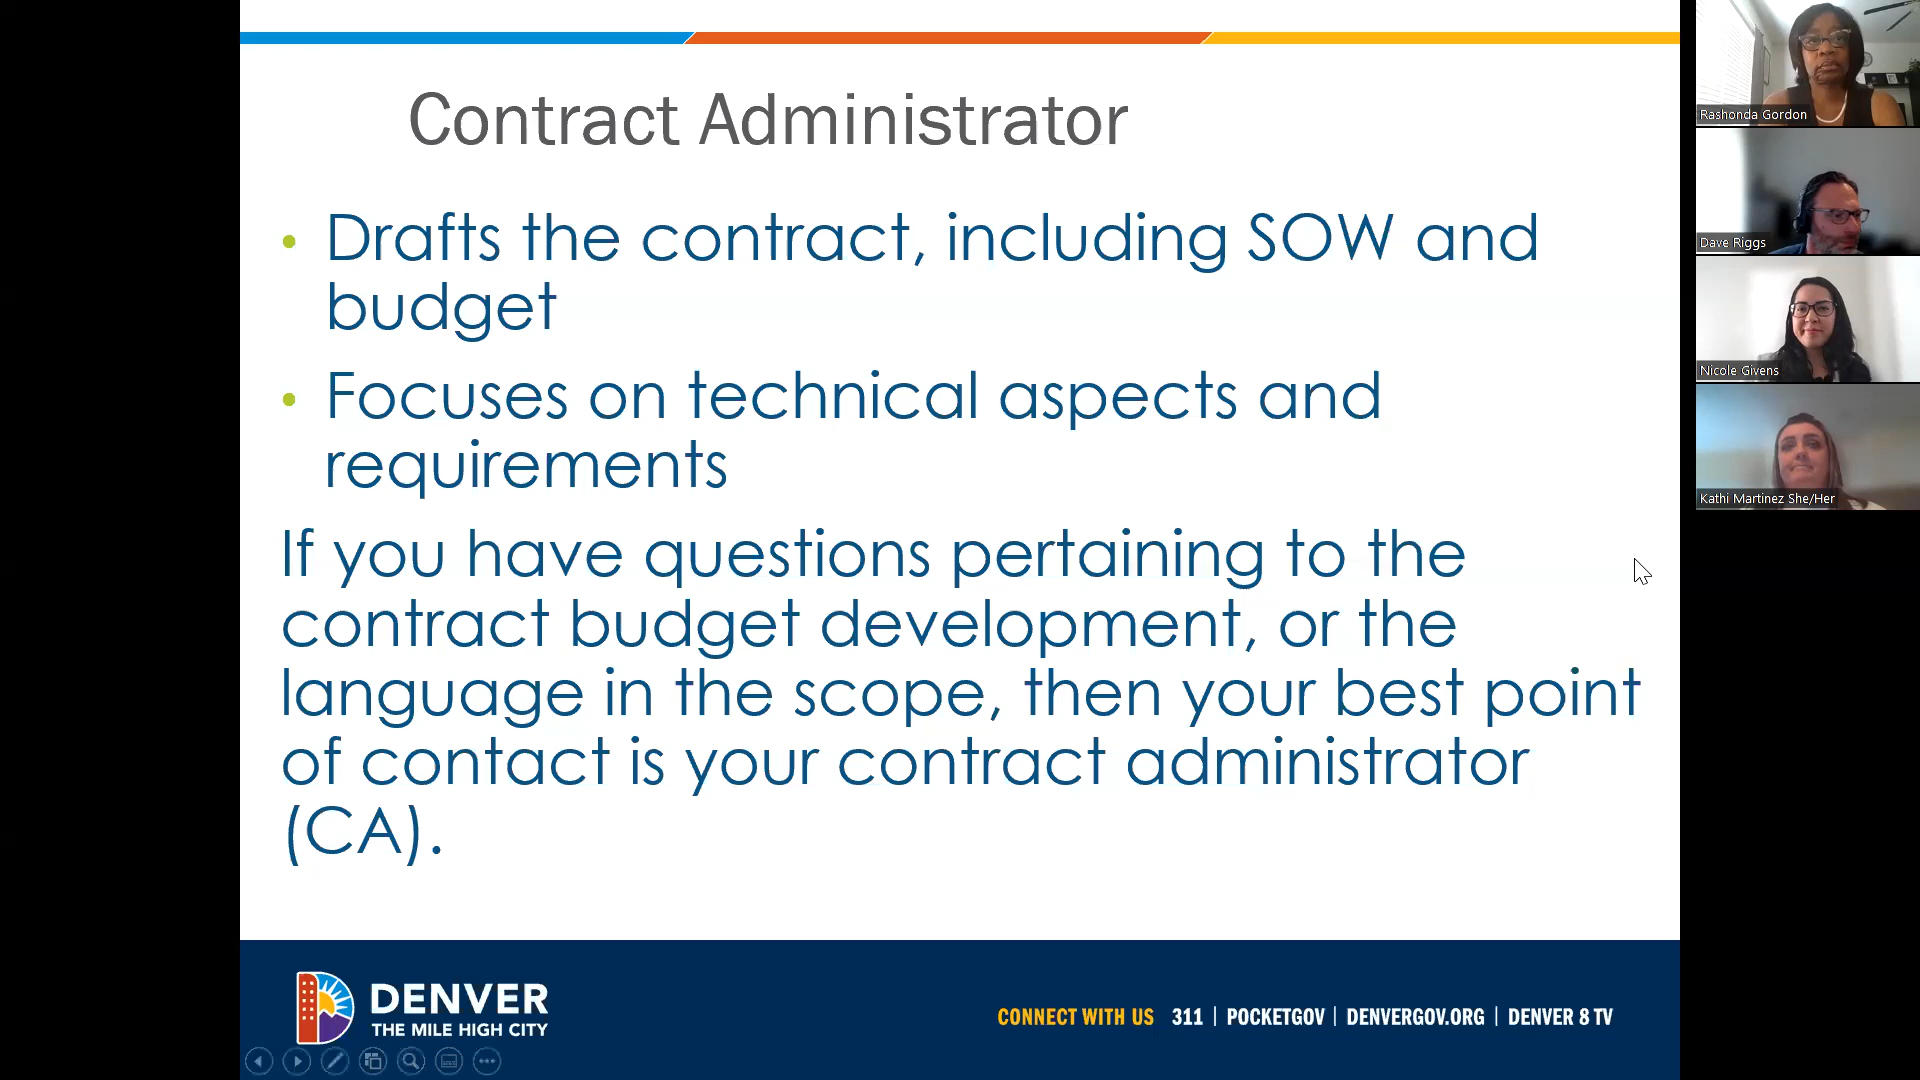 Contract Administrator
• Drafts the contract, including SOW and
budget
• Focuses on technical aspects and
requirements
If you have questions pertaining to the
contract budget development, or the
language in the scope, then your best point
of contact is your contract administrator
(CA).
DENVER
THE MILE HIGH CITY
CONNECT WITH US 311 | POCKETGOV | DENVERGOV.ORG | DENVER 8 TV
Rashonda Gordon
Dave Riggs
Nicole Givens
Kathi Martinez She/Her